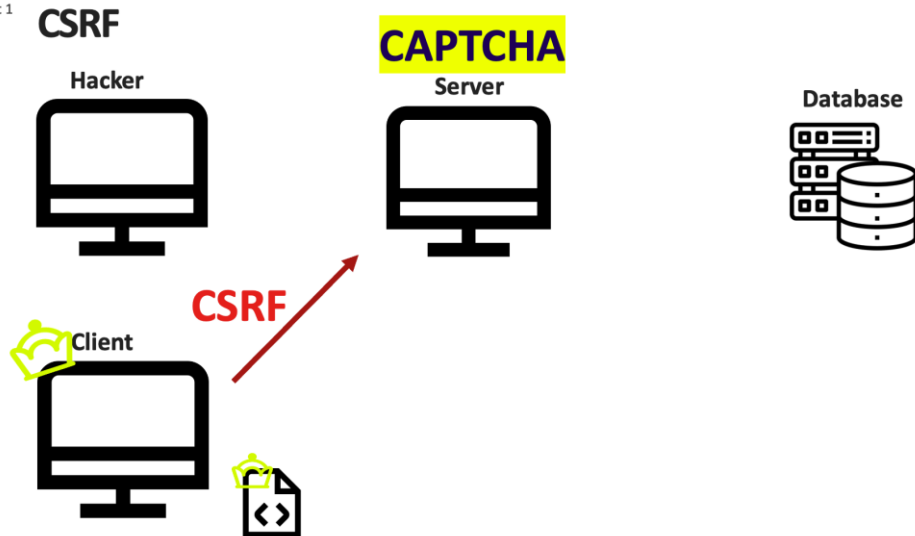 CSRF
CAPTCHA
Hacker
Server
Database
CSRF
Client